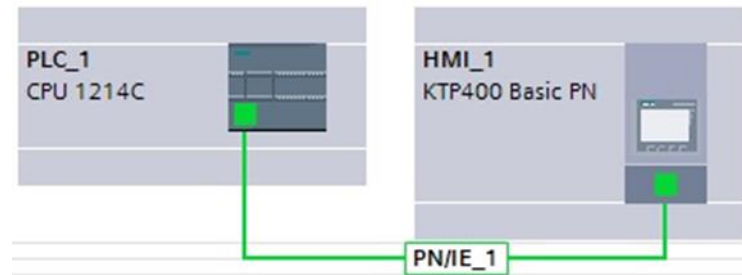 PLC_1
CPU 1214C
HMI_1
KTP400 Basic PN
PN/IE_1